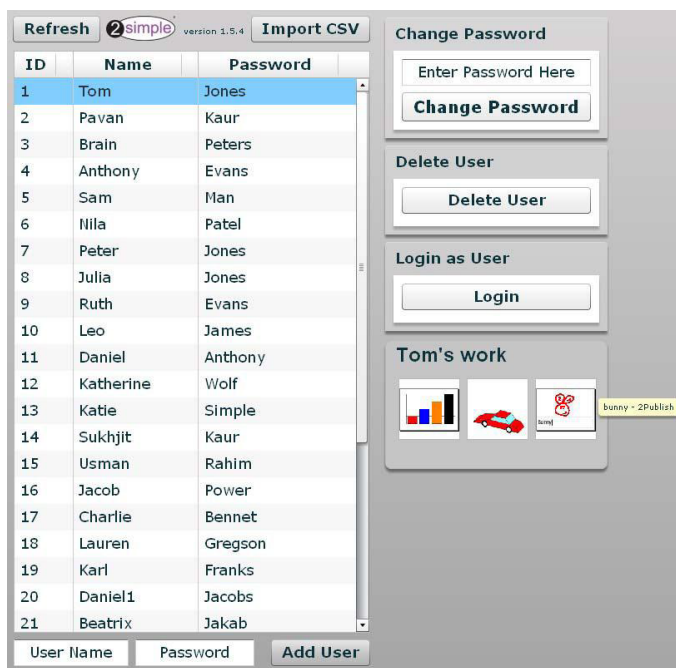 Refresh 2simple version 1.5.4 Import CSV
ID Name Password
1 Tom Jones
2 Pavan Kaur
3 Brain Peters
4 Anthony Evans
5 Sam Man
6 Nila Patel
7 Peter Jones
8 Julia Jones
9 Ruth Evans
10 Leo James
11 Daniel Anthony
12 Katherine Wolf
13 Katie Simple
14 Sukhjit Kaur
15 Usman Rahim
16 Jacob Power
17 Charlie Bennet
18 Lauren Gregson
19 Karl Franks
20 Daniel1 Jacobs
21 Beatrix Jakab
User Name Password Add User
Change Password
Enter Password Here
Change Password
Delete User
Delete User
Login as User
Login
Tom's work
bunny
bunny - 2Publish